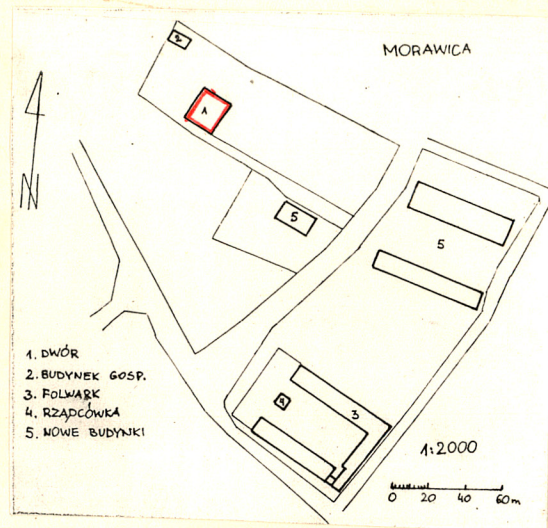 MORAWICA
2
1
N
5
5
1. DWÓR
2. BUDYNEK GOSP.
3. FOLWARK
4. RZĄDCÓWKA
5. NOWE BUDYNKI
4
3
1:2000
0 20 40 60 m